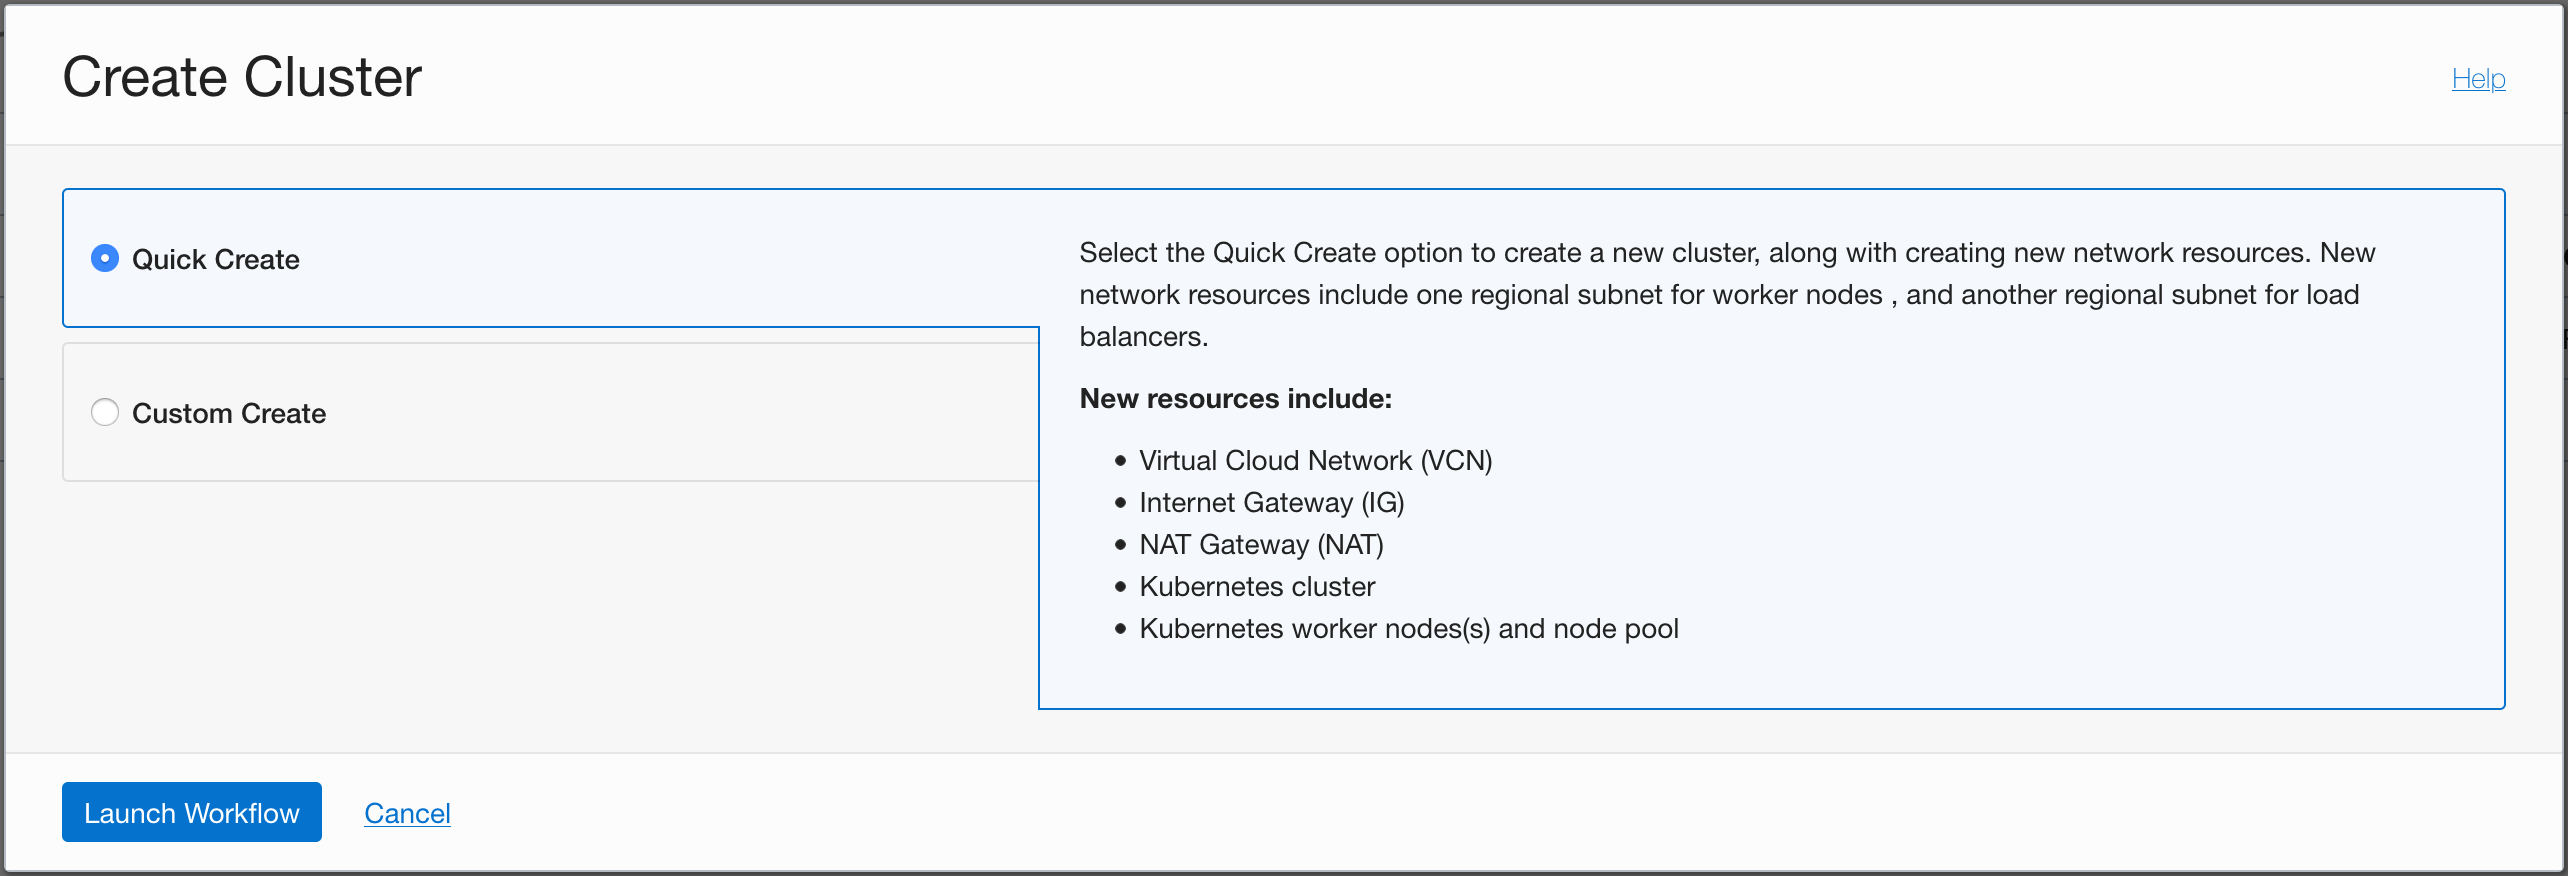 Create Cluster
Help
Quick Create
Custom Create
Select the Quick Create option to create a new cluster, along with creating new network resources. New
network resources include one regional subnet for worker nodes , and another regional subnet for load
balancers.
New resources include:
• Virtual Cloud Network (VCN)
• Internet Gateway (IG)
• NAT Gateway (NAT)
• Kubernetes cluster
• Kubernetes worker nodes(s) and node pool
Launch Workflow
Cancel